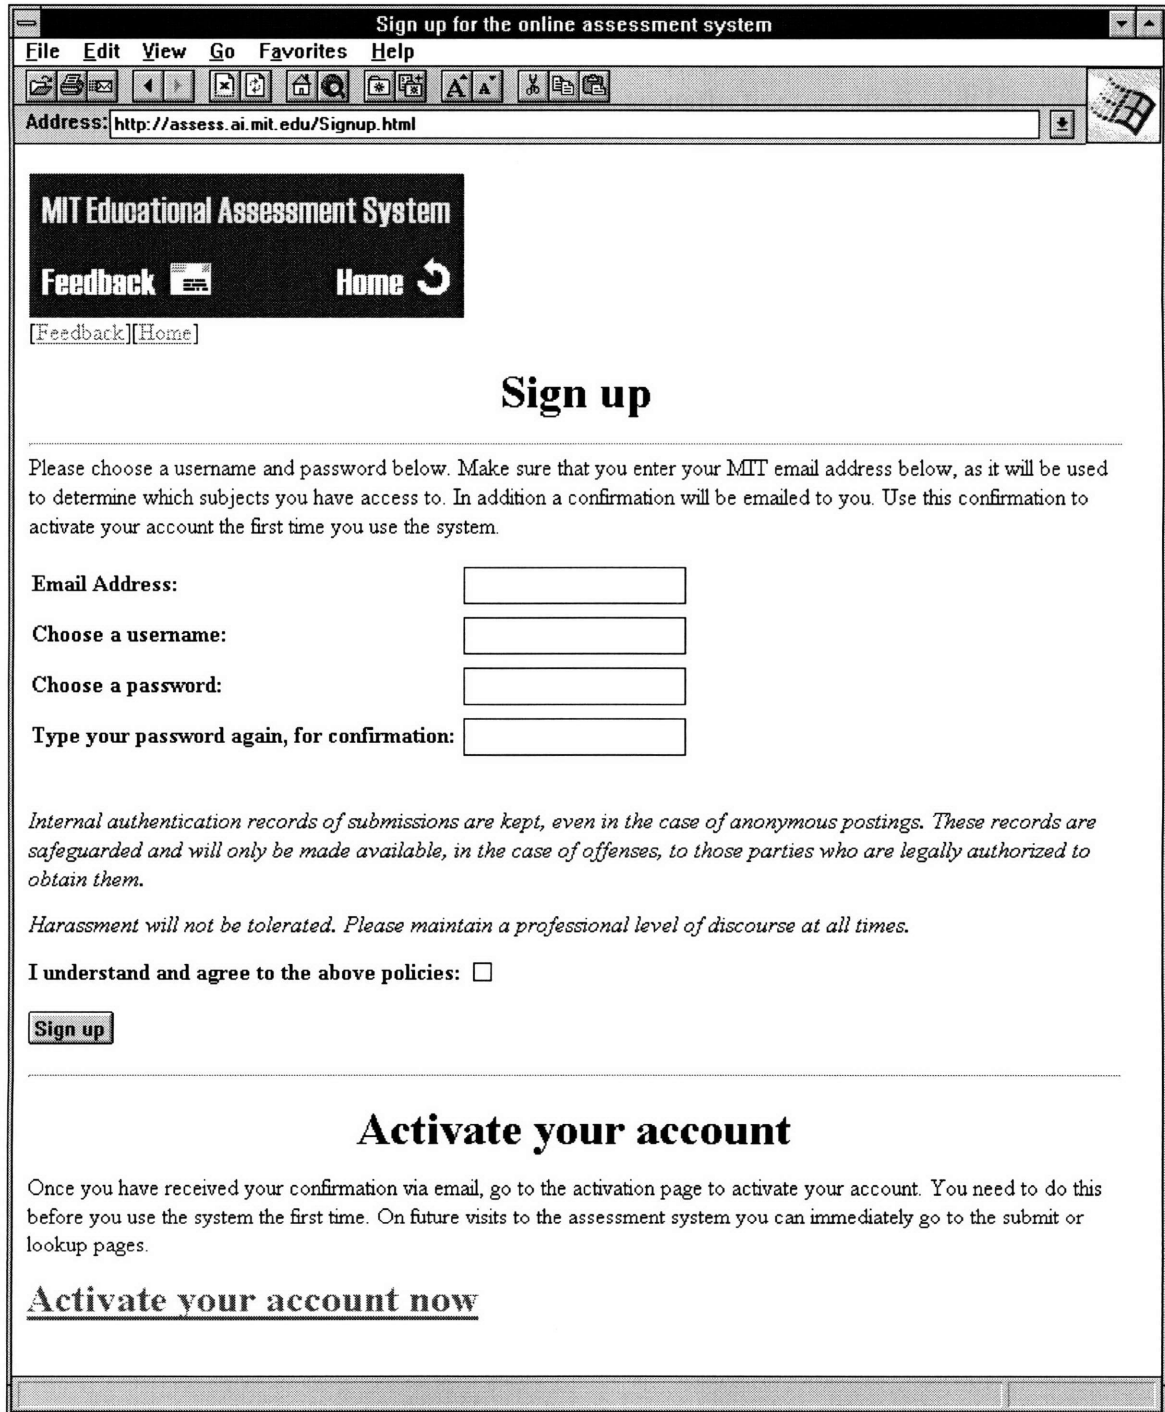 Sign up for the online assessment system
File Edit View Go Favorites Help
Address: http://assess.ai.mit.edu/Signup.html
MIT Educational Assessment System
Feedback Home
[Feedback][Home]
Sign up
Please choose a username and password below. Make sure that you enter your MIT email address below, as it will be used
to determine which subjects you have access to. In addition a confirmation will be emailed to you. Use this confirmation to
activate your account the first time you use the system.
Email Address:
Choose a username:
Choose a password:
Type your password again, for confirmation:
Internal authentication records of submissions are kept, even in the case of anonymous postings. These records are
safeguarded and will only be made available, in the case of offenses, to those parties who are legally authorized to
obtain them.
Harassment will not be tolerated. Please maintain a professional level of discourse at all times.
I understand and agree to the above policies:
Sign up
Activate your account
Once you have received your confirmation via email, go to the activation page to activate your account. You need to do this
before you use the system the first time. On future visits to the assessment system you can immediately go to the submit or
lookup pages.
Activate your account now